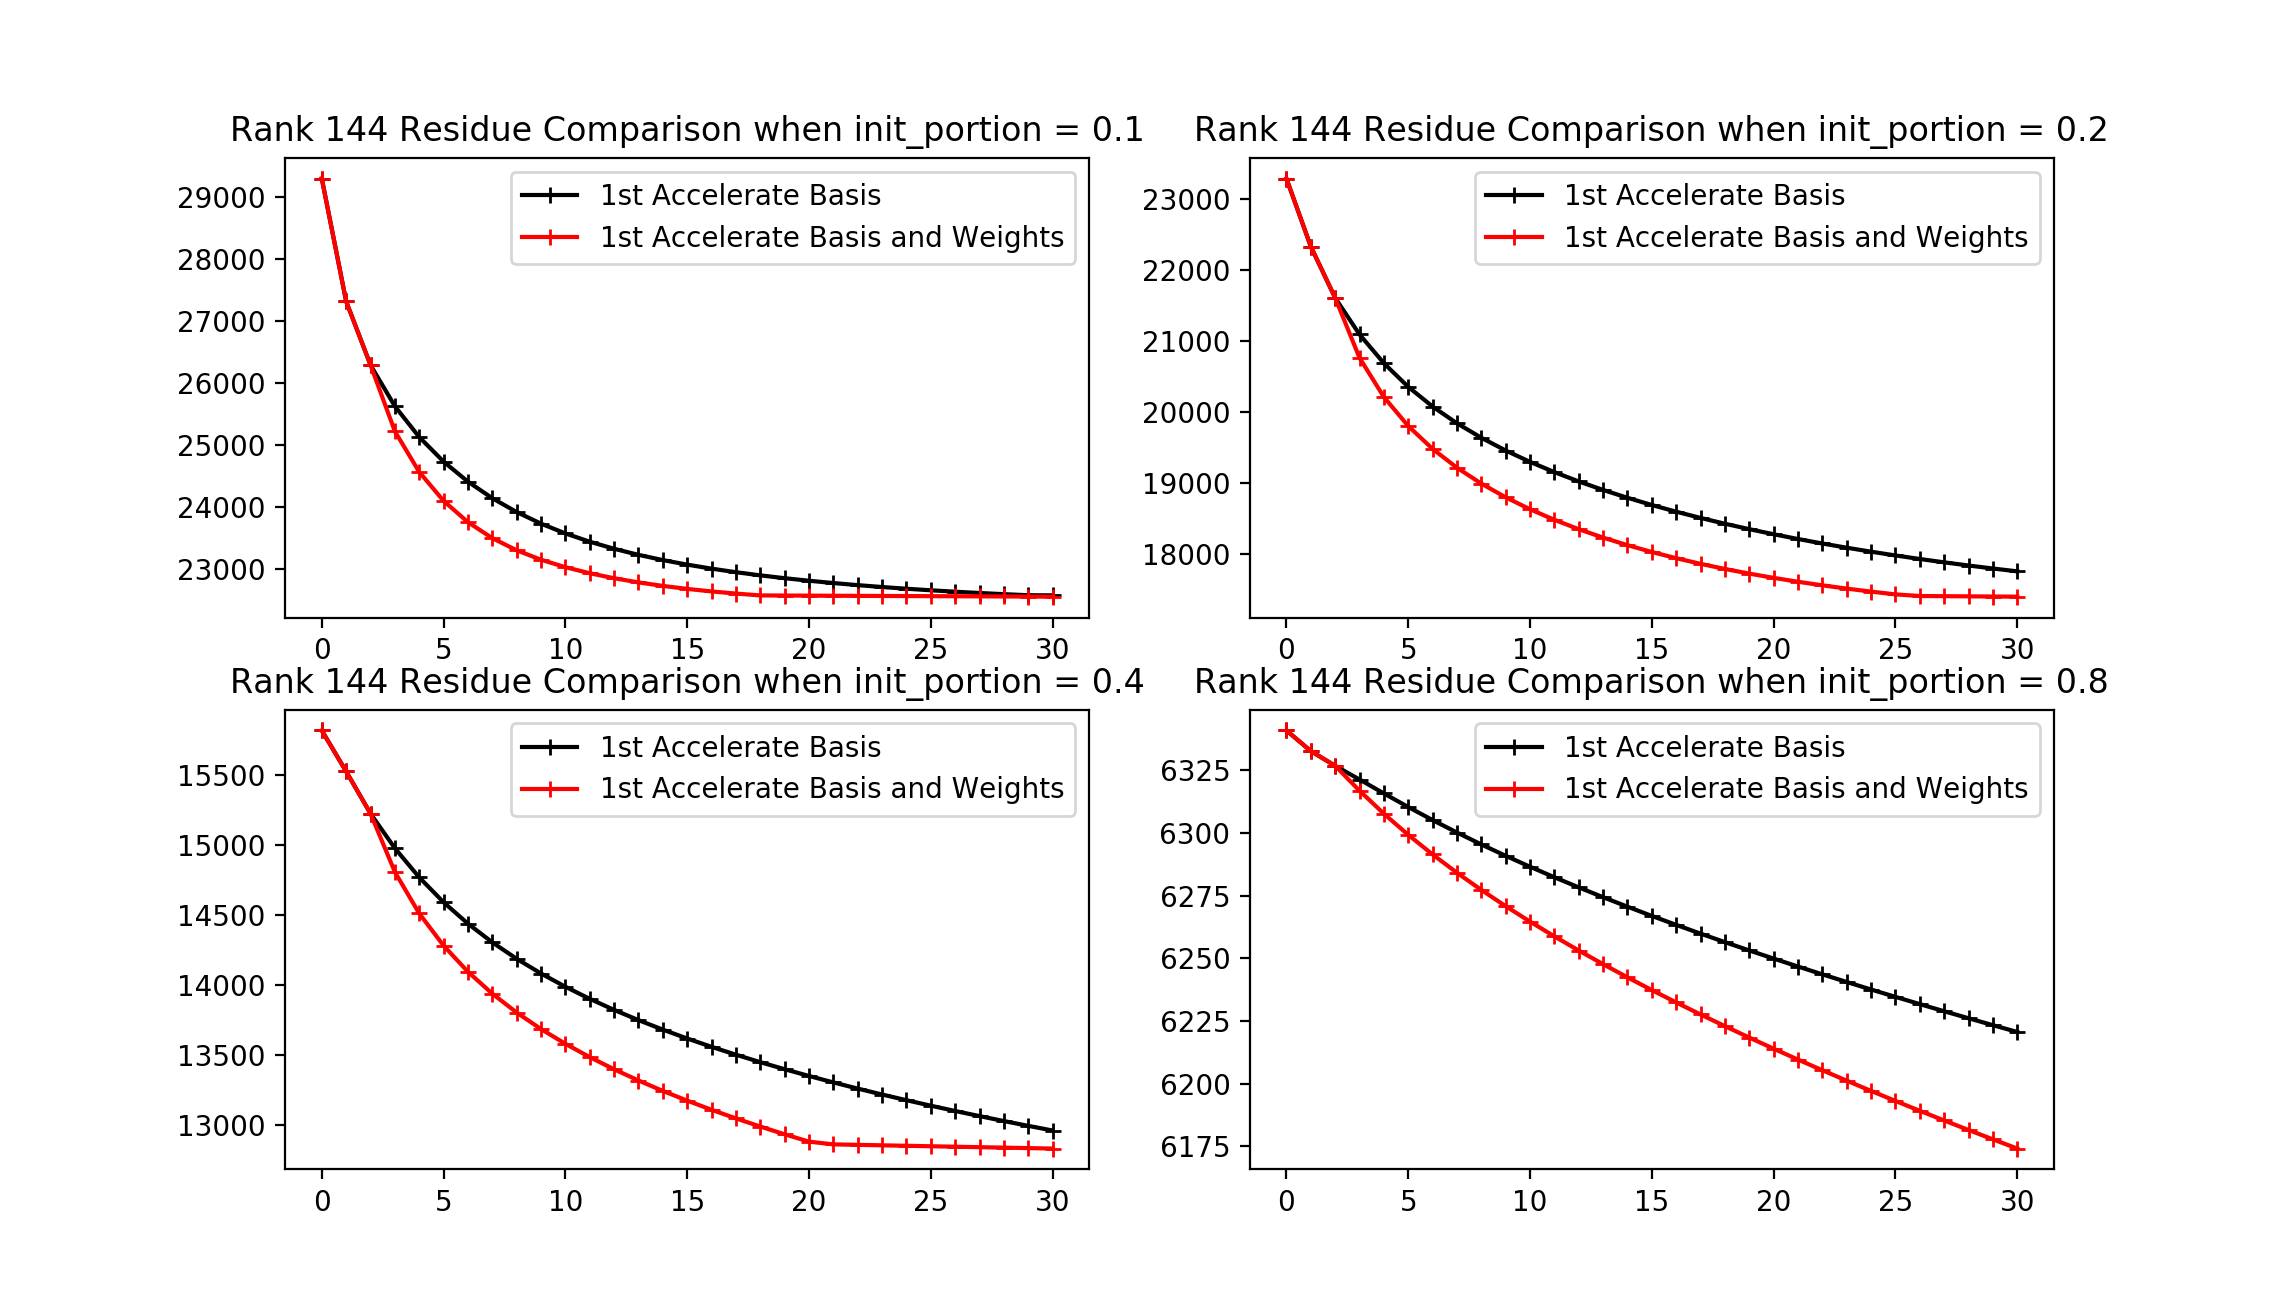 Rank 144 Residue Comparison when init_portion = 0.1
29000
28000
27000
26000
25000
24000
23000
0 5 10 15 20 25 30
1st Accelerate Basis
1st Accelerate Basis and Weights
Rank 144 Residue Comparison when init_portion = 0.2
23000
22000
21000
20000
19000
18000
0 5 10 15 20 25 30
1st Accelerate Basis
1st Accelerate Basis and Weights
Rank 144 Residue Comparison when init_portion = 0.4
15500
15000
14500
14000
13500
13000
0 5 10 15 20 25 30
1st Accelerate Basis
1st Accelerate Basis and Weights
Rank 144 Residue Comparison when init_portion = 0.8
6325
6300
6275
6250
6225
6200
6175
0 5 10 15 20 25 30
1st Accelerate Basis
1st Accelerate Basis and Weights